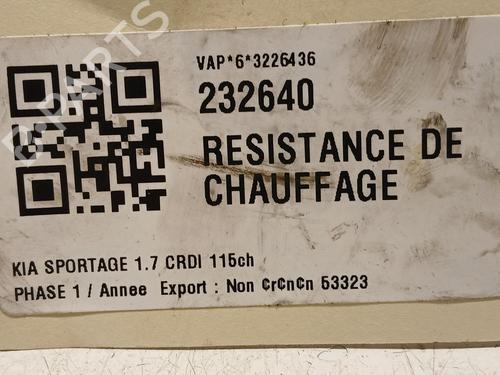 VAP*6*3226436
232640
RESISTANCE DE
CHAUFFAGE
KIA SPORTAGE 1.7 CRDI 115ch
PHASE 1 / Annee Export : Non ¢r¢n¢n 53323
B-PARTS